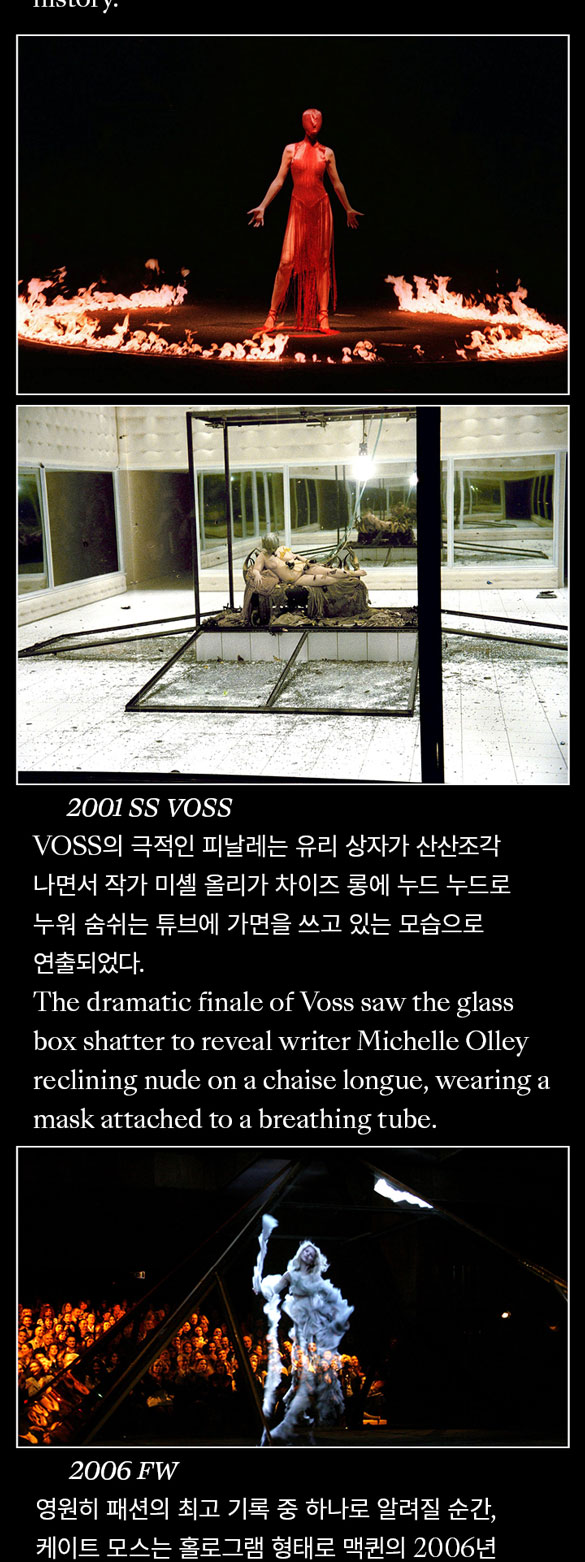 history.
2001 SS VOSS
VOSS의 극적인 피날레는 유리 상자가 산산조각
나면서 작가 미셸 올리가 차이즈 롱에 누드 누드로
누워 숨쉬는 튜브에 가면을 쓰고 있는 모습으로
연출되었다.
The dramatic finale of Voss saw the glass
box shatter to reveal writer Michelle Olley
reclining nude on a chaise longue, wearing a
mask attached to a breathing tube.
2006 FW
영원히 패션의 최고 기록 중 하나로 알려질 순간,
케이트 모스는 홀로그램 형태로 맥퀸의 2006년